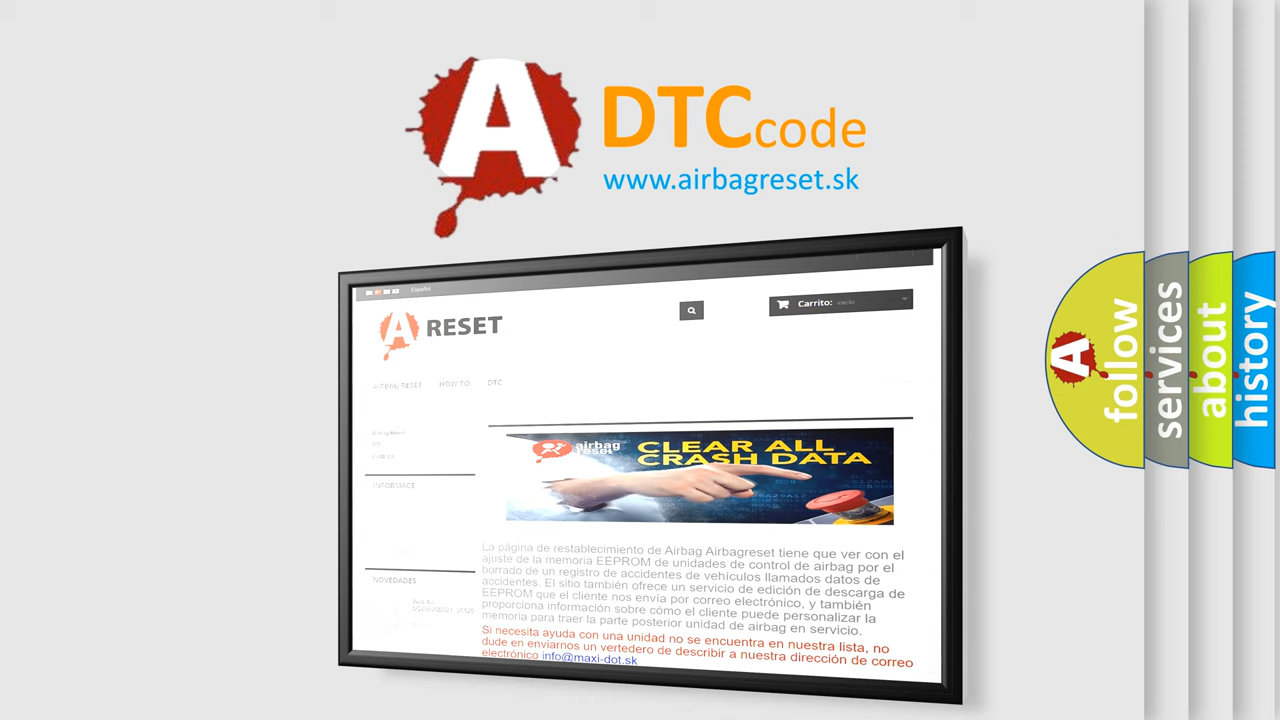 A
DTC code
www.airbagreset.sk
Español
A RESET
Carrito: vacío
AIRBAG RESET HOW TO DTC
Airbag Reset
INFORMACE
airbag
reset
CLEAR ALL
CRASH DATA
La página de restablecimiento de Airbag Airbagreset tiene que ver con el
ajuste de la memoria EEPROM de unidades de control de airbag por el
borrado de un registro de accidentes de vehículos llamados datos de
accidentes. El sitio también ofrece un servicio de edición de descarga de
EEPROM que el cliente nos envía por correo electrónico, y también
proporciona información sobre cómo el cliente puede personalizar la
memoria para traer la parte posterior unidad de airbag en servicio.
Si necesita ayuda con una unidad no se encuentra en nuestra lista, no
dude en enviarnos un vertedero de describir a nuestra dirección de correo
electrónico info@maxi-dot.sk
NOVEDADES
A
follow
services
about
history